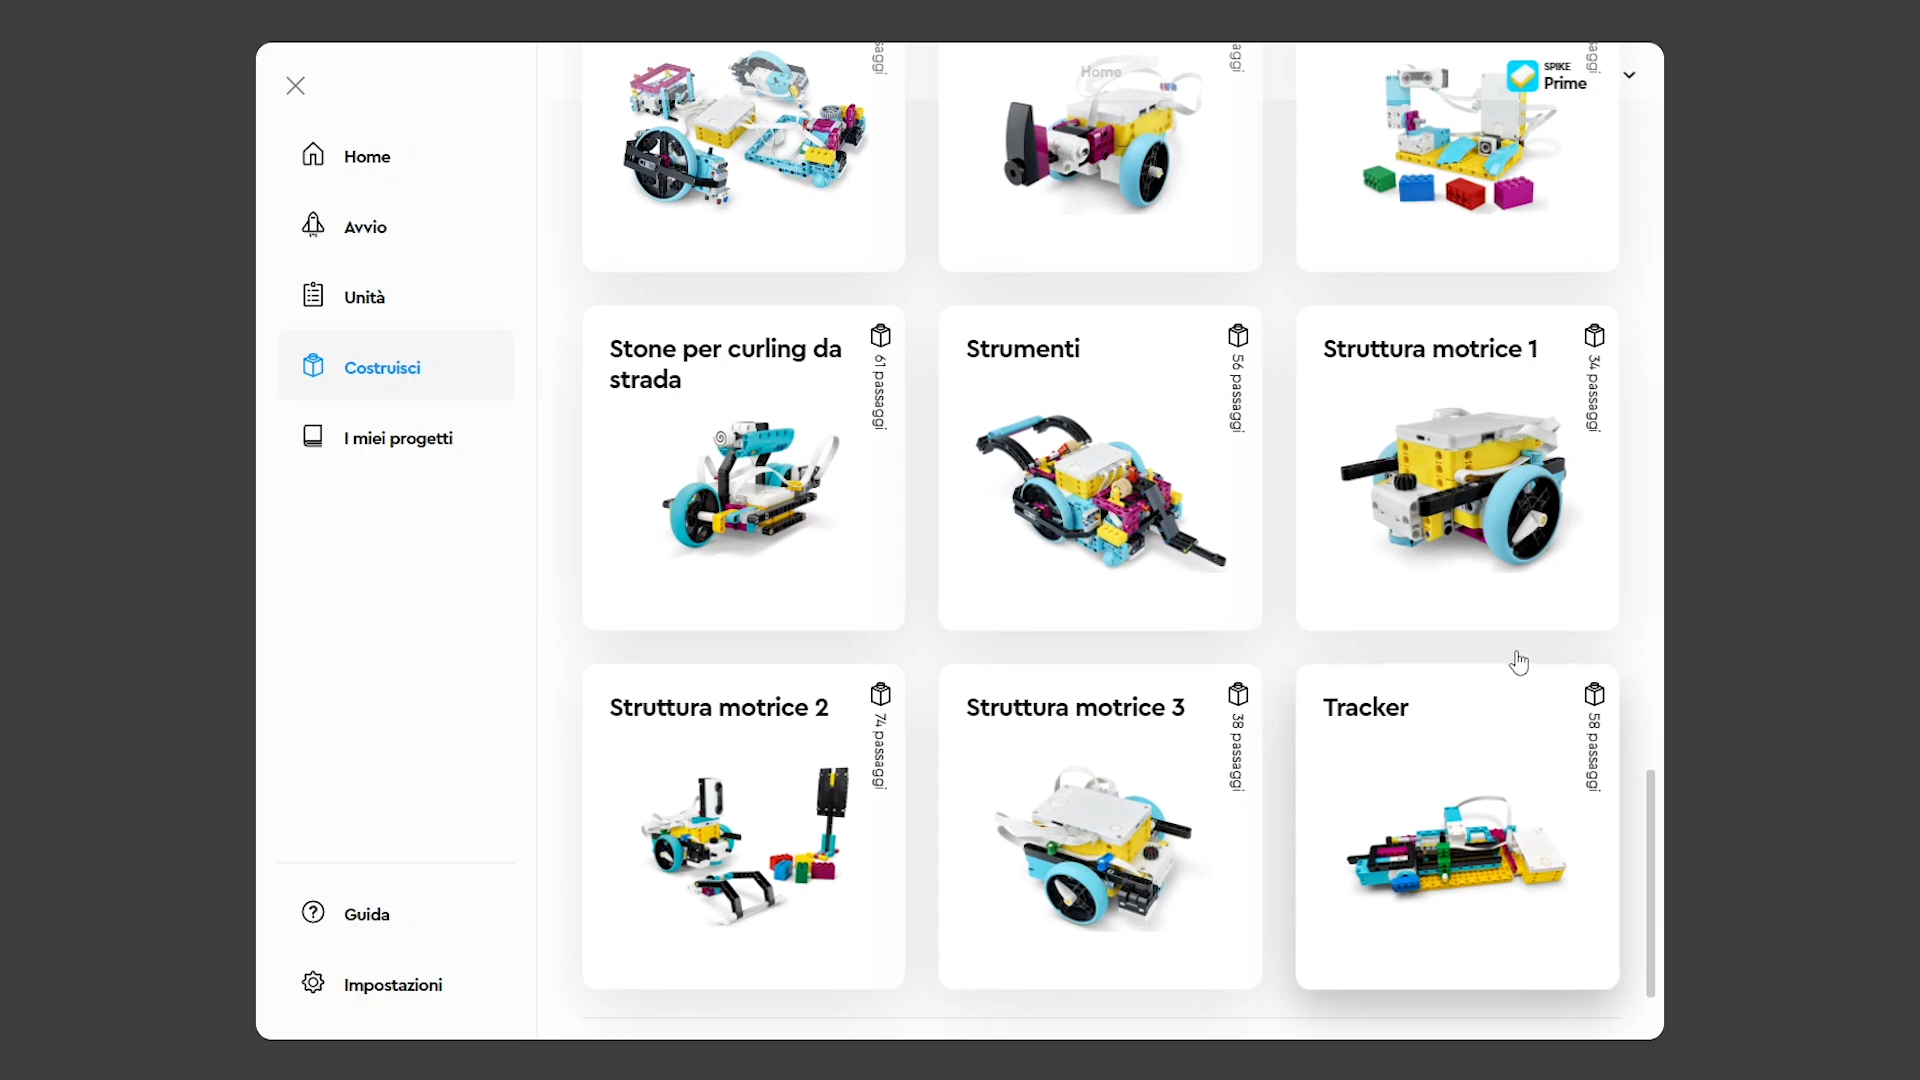 Home
Avvio
Unità
Costruisci
I miei progetti
Guida
Impostazioni
Home
SPIKE
Prime
Stone per curling da
strada
61 passaggi
Strumenti
56 passaggi
Struttura motrice 1
34 passaggi
Struttura motrice 2
74 passaggi
Struttura motrice 3
38 passaggi
Tracker
58 passaggi